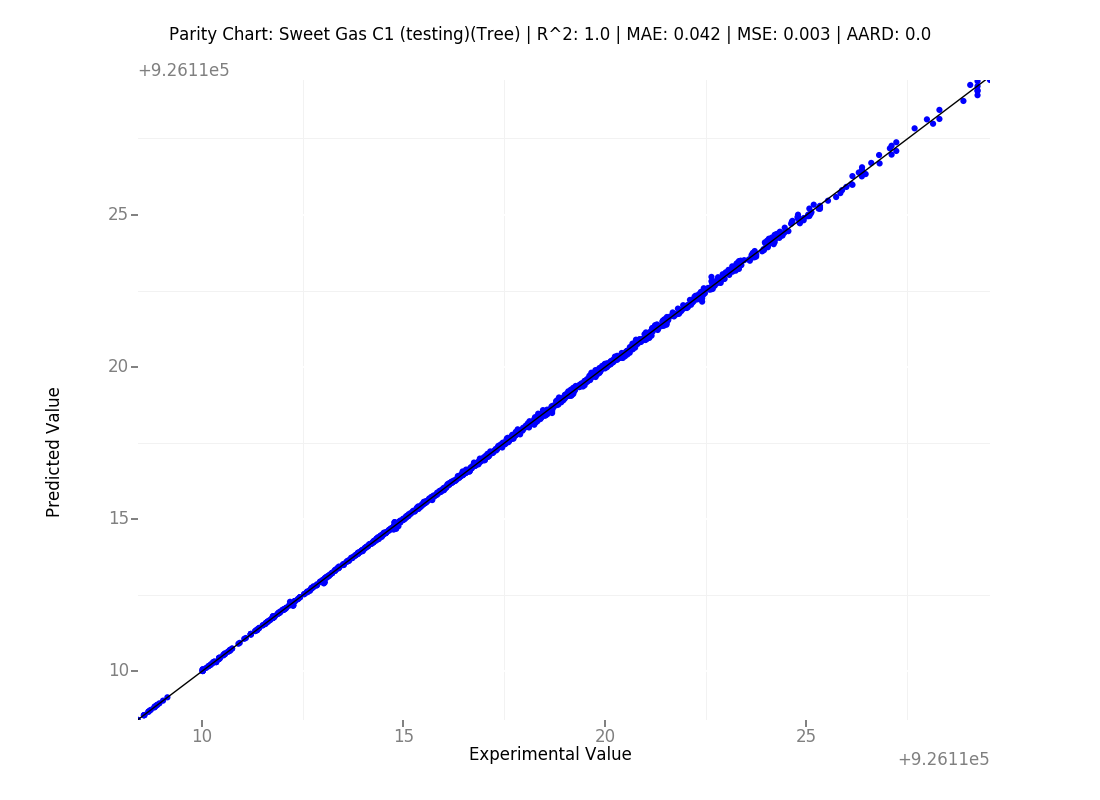 Parity Chart: Sweet Gas C1 (testing)(Tree) | R^2: 1.0 | MAE: 0.042 | MSE: 0.003 | AARD: 0.0
+9.2611e5
25
20
15
10
Predicted Value
10 15 20 25
Experimental Value
+9.2611e5